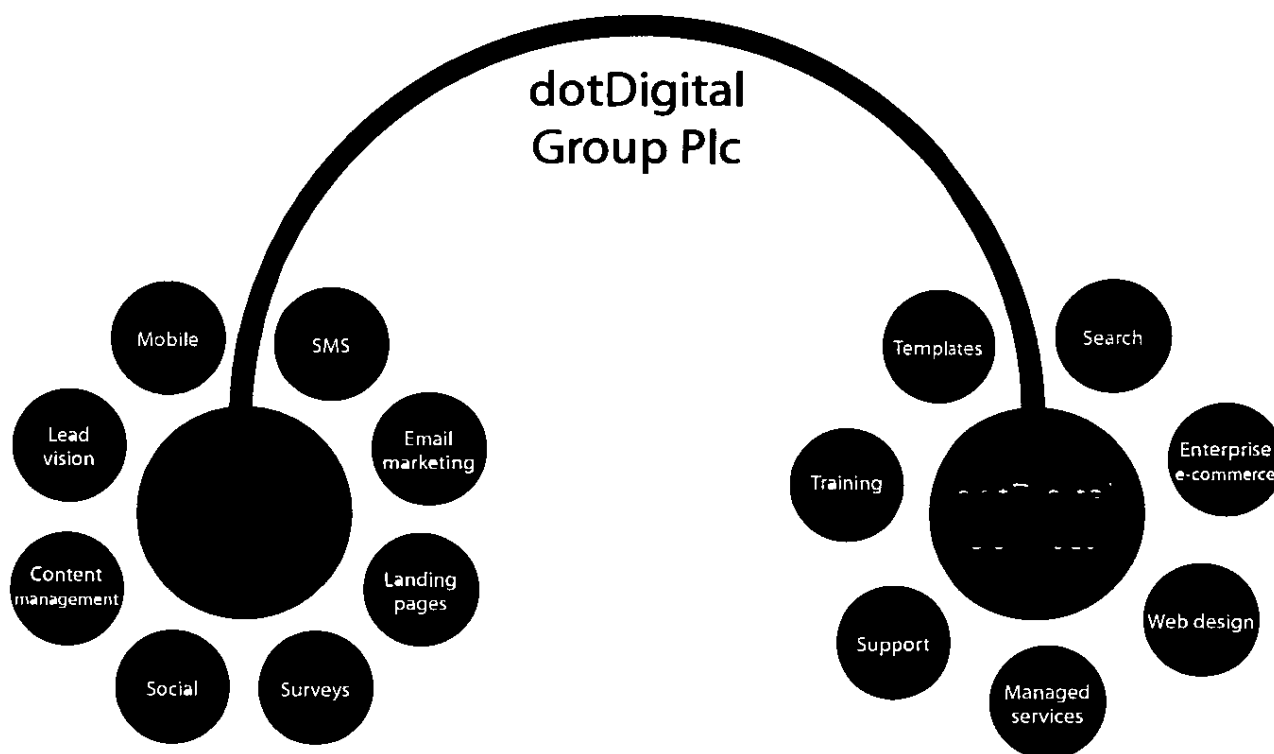 dotDigital
Group Plc
Mobile
SMS
Lead
vision
Email
marketing
Content
management
Landing
pages
Social
Surveys
Templates
Search
Training
Enterprise
e-commerce
Support
Web design
Managed
services